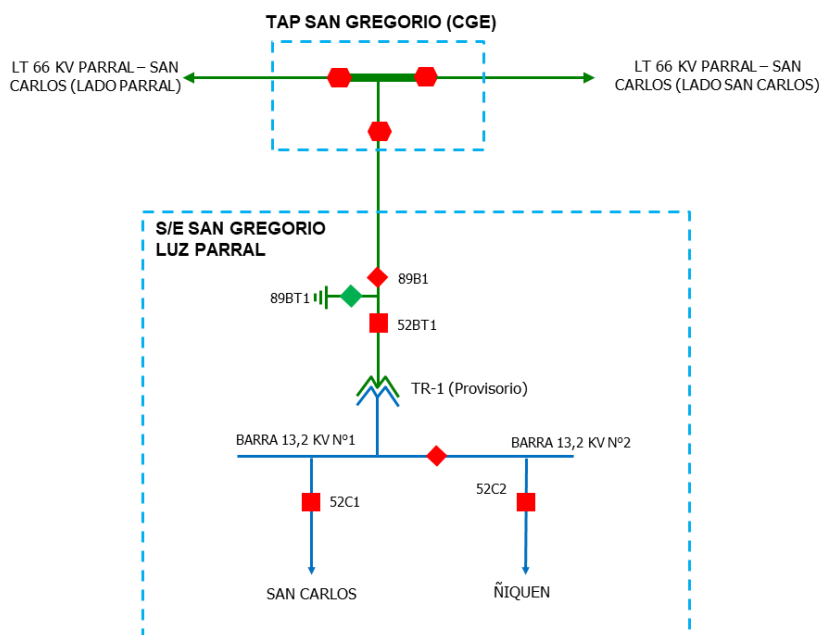 TAP SAN GREGORIO (CGE)
LT 66 KV PARRAL – SAN
CARLOS (LADO PARRAL)
LT 66 KV PARRAL – SAN
CARLOS (LADO SAN CARLOS)
S/E SAN GREGORIO
LUZ PARRAL
89B1
89BT1
52BT1
TR-1 (Provisorio)
BARRA 13,2 KV Nº1
BARRA 13,2 KV Nº2
52C1
52C2
SAN CARLOS
ÑIQUEN